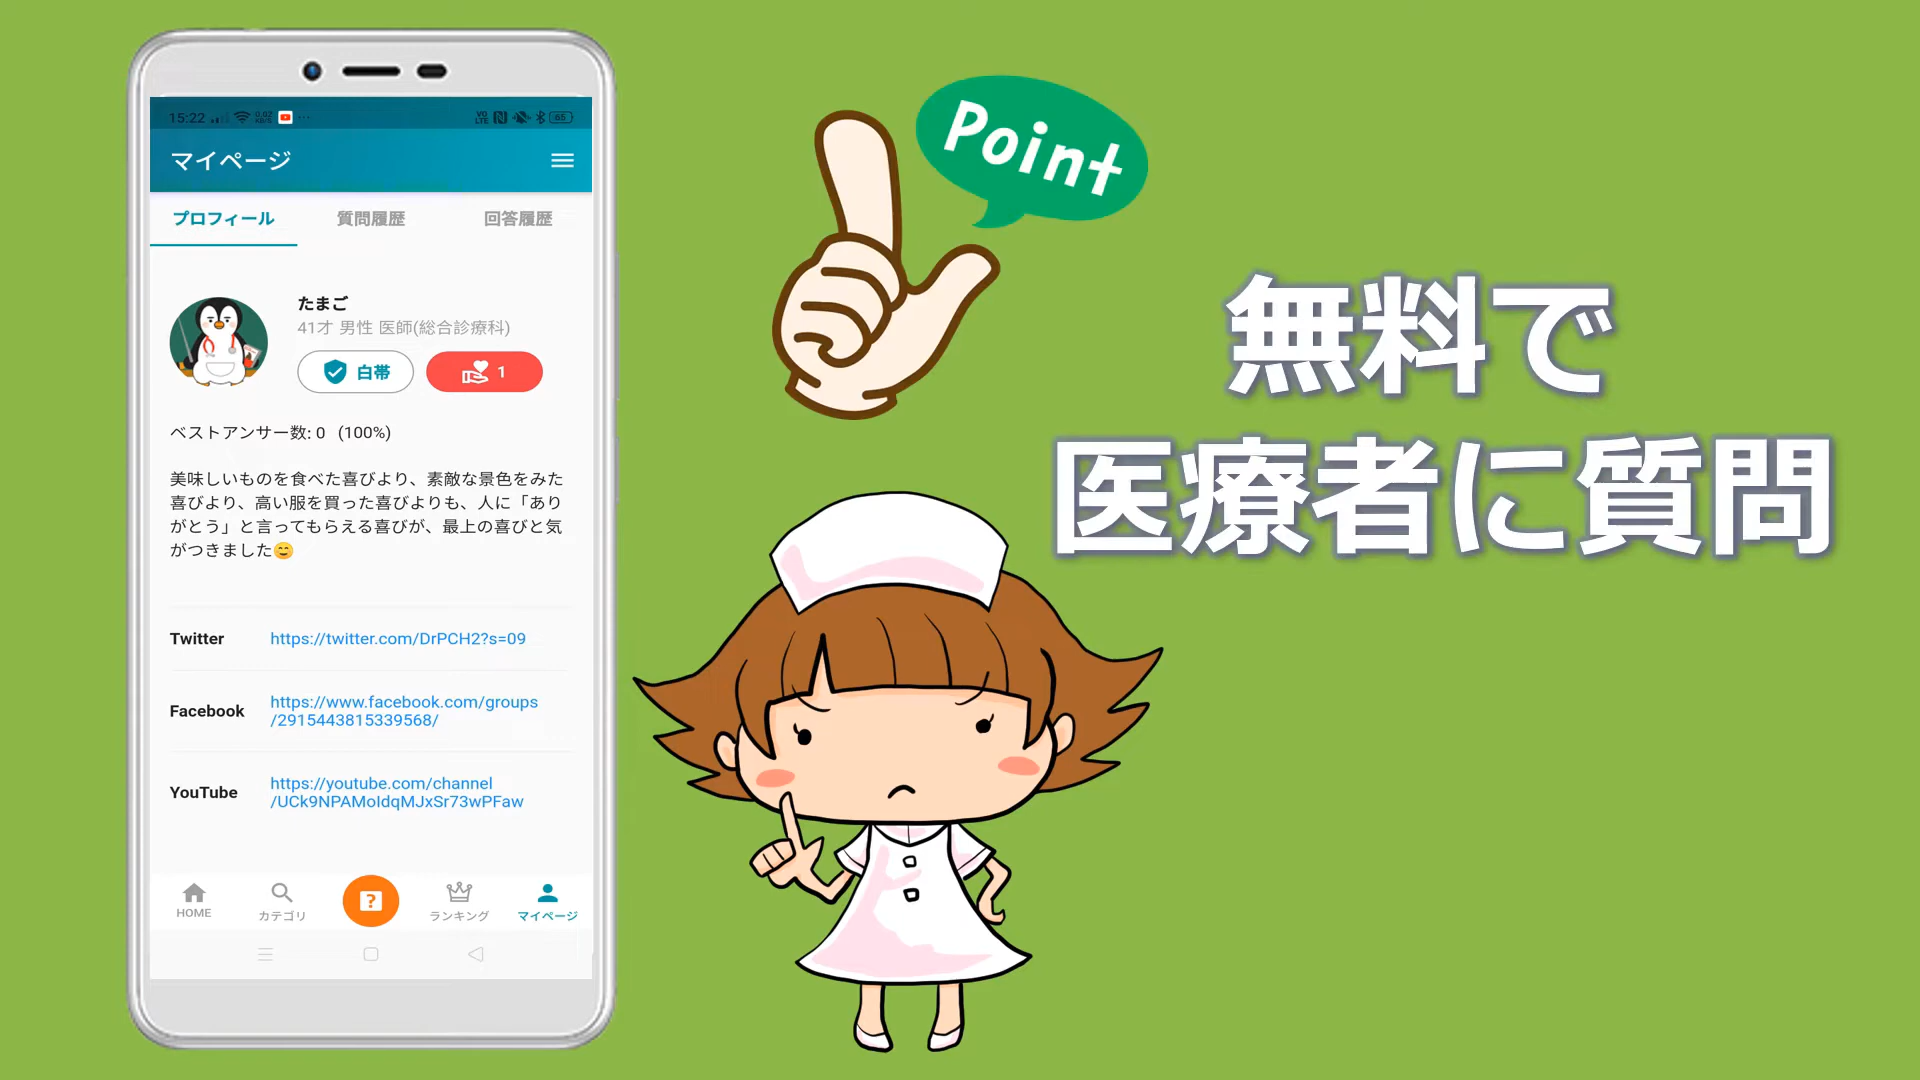 15:22
マイページ
プロフィール 質問履歴 回答履歴
たまご
41才 男性 医師(総合診療科)
白帯 1
ベストアンサー数: 0 (100%)
美味しいものを食べた喜びより、素敵な景色をみた
喜びより、高い服を買った喜びよりも、人に「あり
がとう」と言ってもらえる喜びが、最上の喜びと気
がつきました😊
Twitter https://twitter.com/DrPCH2?s=09
Facebook https://www.facebook.com/groups
/2915443815339568/
YouTube https://youtube.com/channel
/UCk9NPAMoIdqMJxSr73wPFaw
HOME カテゴリ ? ランキング マイページ
Point
無料で
医療者に質問